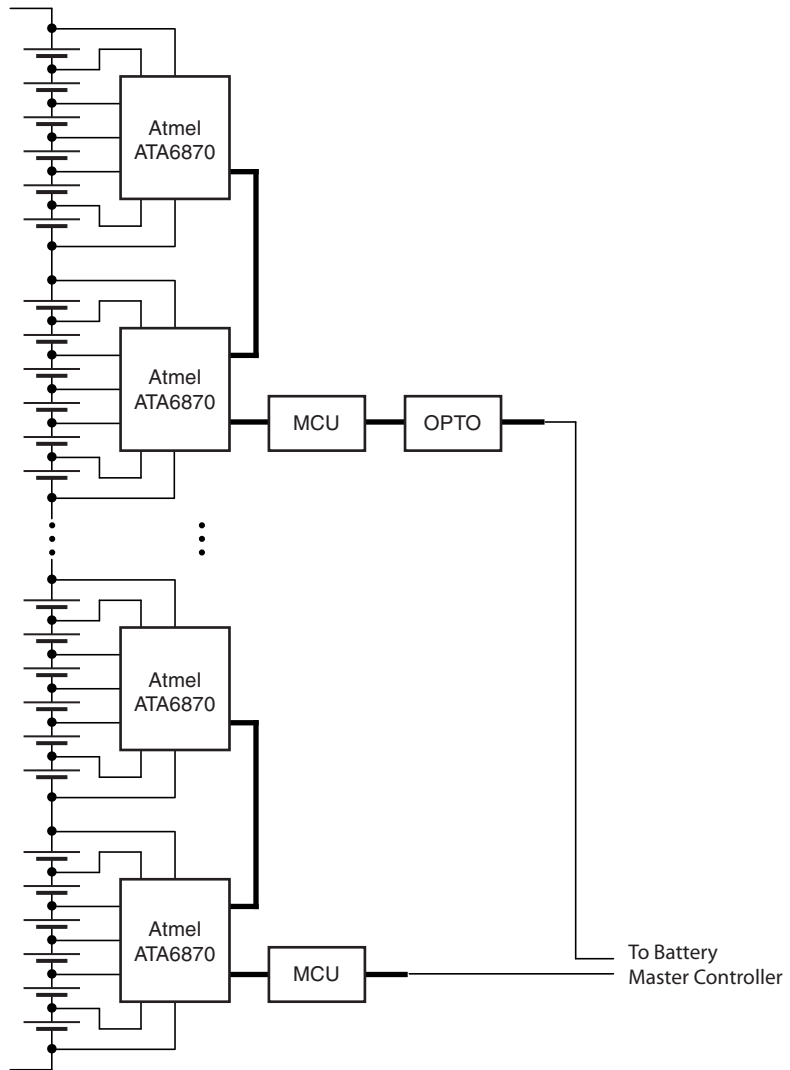 Atmel
ATA6870
Atmel
ATA6870
MCU
OPTO
Atmel
ATA6870
Atmel
ATA6870
MCU
To Battery
Master Controller